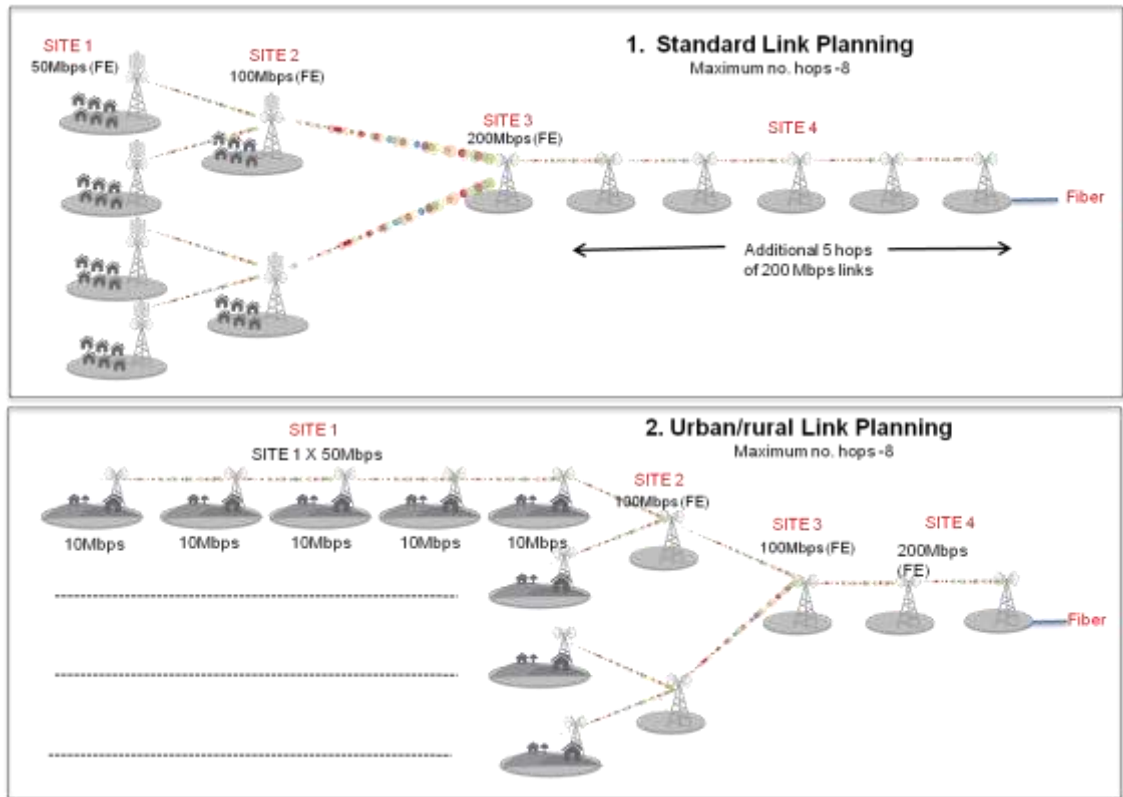 1. Standard Link Planning
Maximum no. hops -8
SITE 1
50Mbps (FE)
SITE 2
100Mbps (FE)
SITE 3
200Mbps (FE)
SITE 4
Fiber
Additional 5 hops
of 200 Mbps links
2. Urban/rural Link Planning
Maximum no. hops -8
SITE 1
SITE 1 X 50Mbps
10Mbps
10Mbps
10Mbps
10Mbps
10Mbps
SITE 2
100Mbps (FE)
SITE 3
100Mbps (FE)
SITE 4
200Mbps
(FE)
Fiber